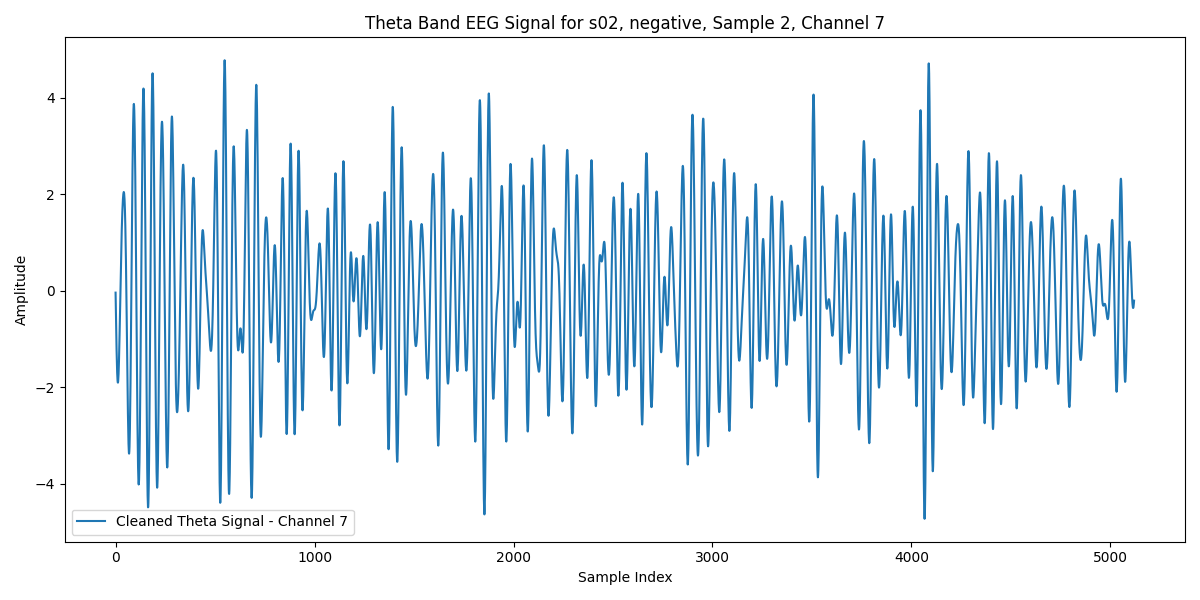 Theta Band EEG Signal for s02, negative, Sample 2, Channel 7
Amplitude
4
2
0
−2
−4
Cleaned Theta Signal - Channel 7
0 1000 2000 3000 4000 5000
Sample Index